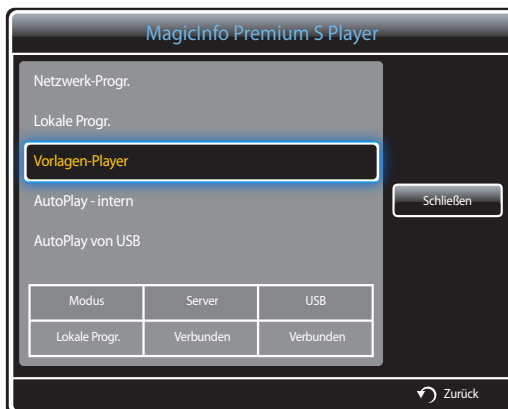 MagicInfo Premium S Player
Netzwerk-Progr.
Lokale Progr.
Vorlagen-Player
AutoPlay - intern
AutoPlay von USB
Schließen
Modus Server USB
Lokale Progr. Verbunden Verbunden
Zurück